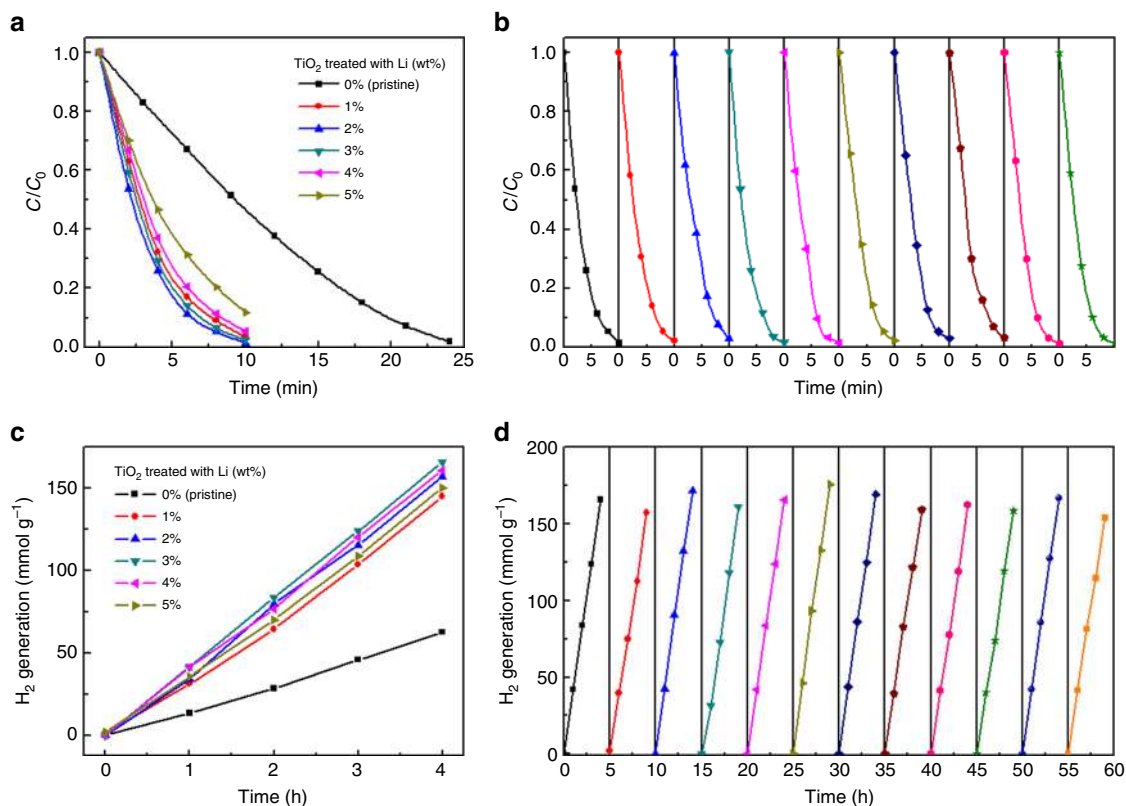 a
C/C₀
1.0
0.8
0.6
0.4
0.2
0.0
TiO₂ treated with Li (wt%)
0% (pristine)
1%
2%
3%
4%
5%
0 5 10 15 20 25
Time (min)
b
C/C₀
1.0
0.8
0.6
0.4
0.2
0.0
0 5 0 5 0 5 0 5 0 5 0 5 0 5 0 5 0 5 0 5
Time (min)
c
H₂ generation (mmol g⁻¹)
150
100
50
0
TiO₂ treated with Li (wt%)
0% (pristine)
1%
2%
3%
4%
5%
0 1 2 3 4
Time (h)
d
H₂ generation (mmol g⁻¹)
200
150
100
50
0
0 5 10 15 20 25 30 35 40 45 50 55 60
Time (h)